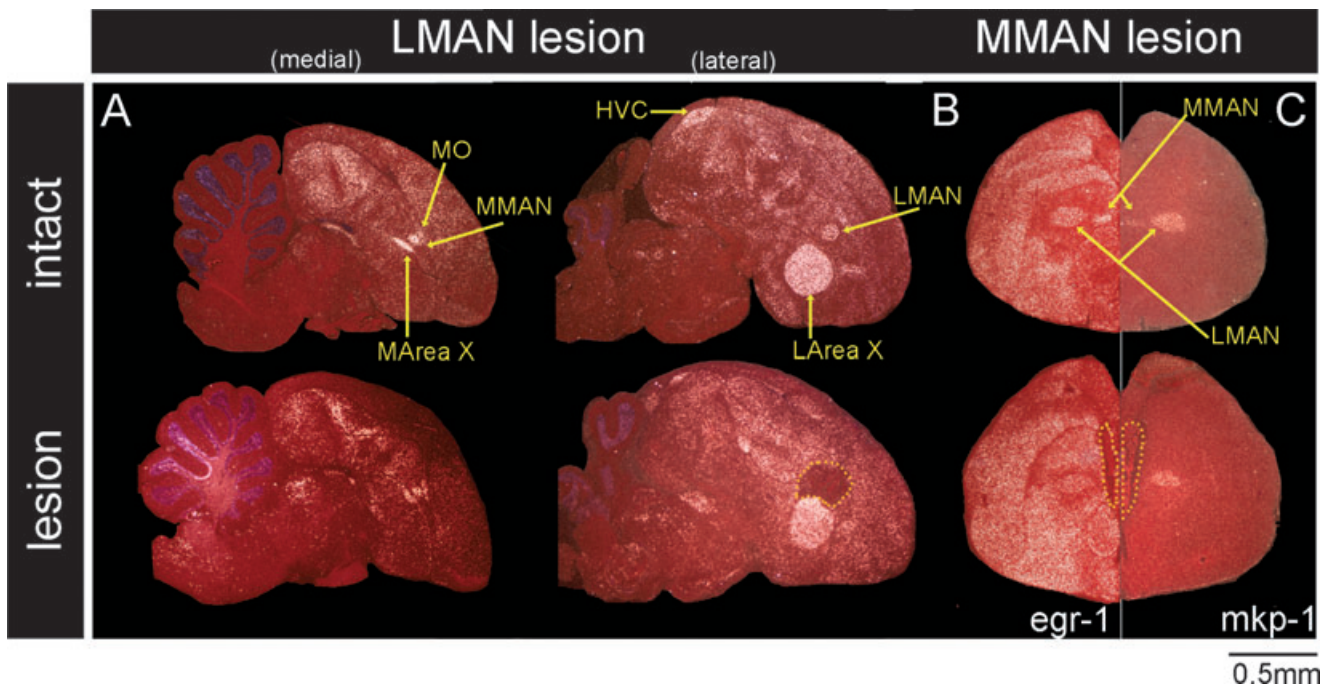 LMAN lesion
MMAN lesion
(medial)
(lateral)
intact
A
MO
MMAN
MArea X
HVC
LMAN
LArea X
B
MMAN
C
LMAN
lesion
egr-1
mkp-1
0.5mm